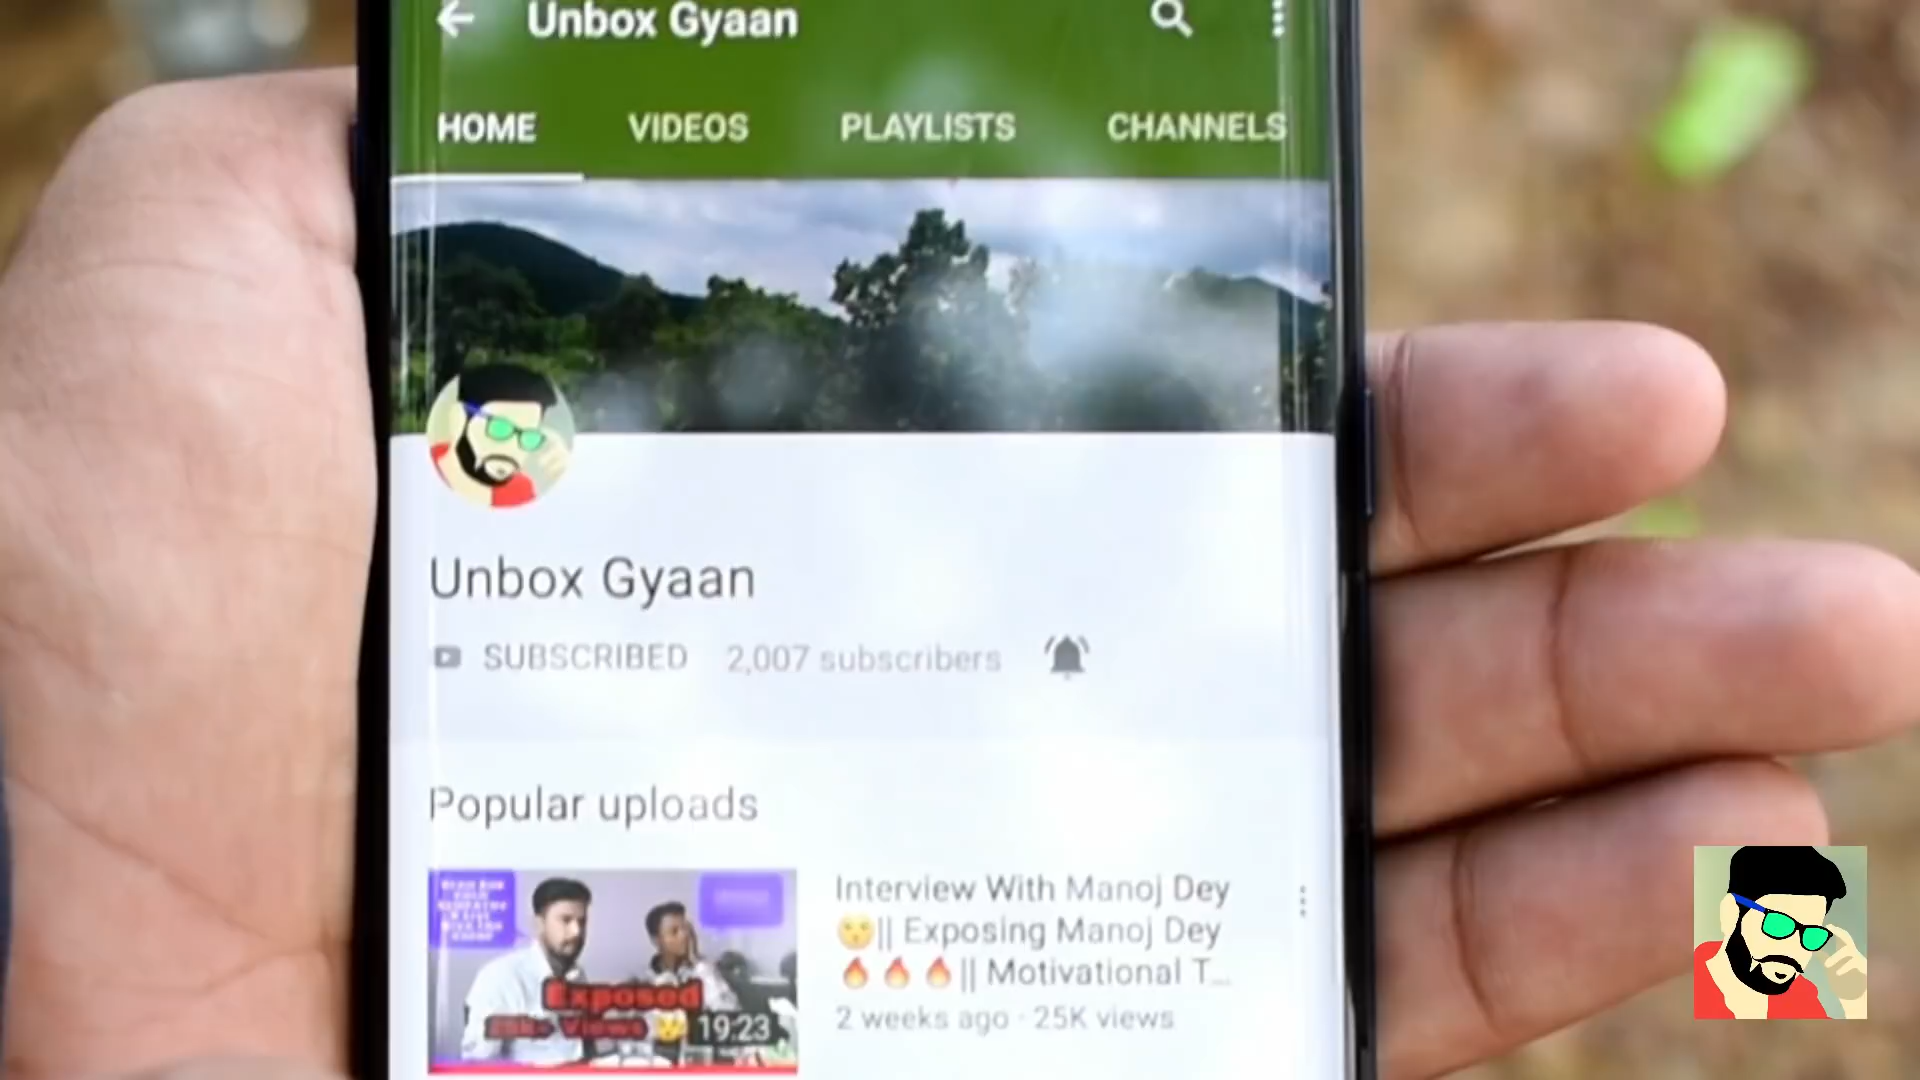 Unbox Gyaan
HOME VIDEOS PLAYLISTS CHANNELS
Unbox Gyaan
SUBSCRIBED 2,007 subscribers
Popular uploads
Interview With Manoj Dey
😯|| Exposing Manoj Dey
🔥🔥🔥|| Motivational T...
2 weeks ago · 25K views
Exposed
Views
19:23